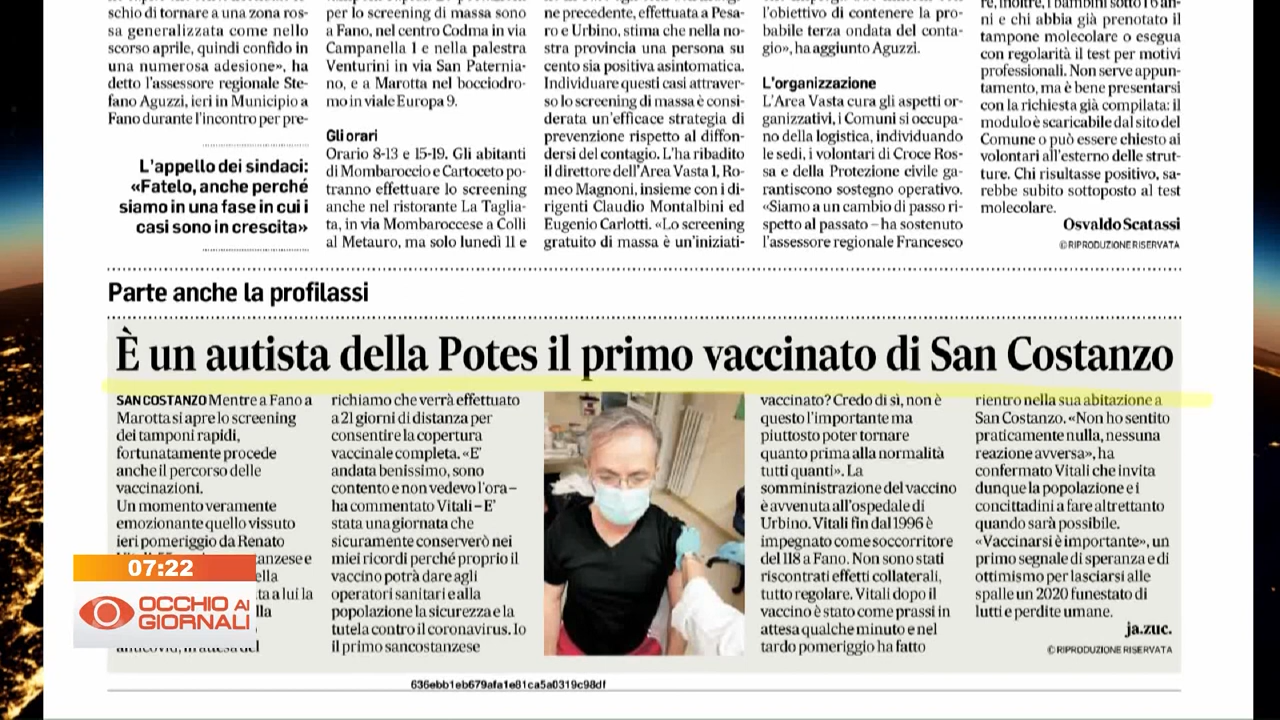 schio di tornare a una zona ros-
sa generalizzata come nello
scorso aprile, quindi confido in
una numerosa adesione», ha
detto l'assessore regionale Ste-
fano Aguzzi, ieri in Municipio a
Fano durante l'incontro per pre-
L'appello dei sindaci:
«Fatelo, anche perché
siamo in una fase in cui i
casi sono in crescita»
per lo screening di massa sono
a Fano, nel centro Codma in via
Campanella 1 e nella palestra
Venturini in via San Paternia-
no, e a Marotta nel bocciodro-
mo in viale Europa 9.
Gli orari
Orario 8-13 e 15-19. Gli abitanti
di Mombaroccio e Cartoceto po-
tranno effettuare lo screening
anche nel ristorante La Taglia-
ta, in via Mombaroccese a Colli
al Metauro, ma solo lunedì 11 e
ne precedente, effettuata a Pesa-
ro e Urbino, stima che nella no-
stra provincia una persona su
cento sia positiva asintomatica.
Individuare questi casi attraver-
so lo screening di massa è consi-
derata un'efficace strategia di
prevenzione rispetto al diffon-
dersi del contagio. L'ha ribadito
il direttore dell'Area Vasta 1, Ro-
meo Magnoni, insieme con i di-
rigenti Claudio Montalbini ed
Eugenio Carlotti. «Lo screening
gratuito di massa è un'iniziati-
l'obiettivo di contenere la pro-
babile terza ondata del conta-
gio», ha aggiunto Aguzzi.
L'organizzazione
L'Area Vasta cura gli aspetti or-
ganizzativi, i Comuni si occupa-
no della logistica, individuando
le sedi, i volontari di Croce Ros-
sa e della Protezione civile ga-
rantiscono sostegno operativo.
«Siamo a un cambio di passo ri-
spetto al passato – ha sostenuto
l'assessore regionale Francesco
re, inoltre, i bambini sotto i 6 an-
ni e chi abbia già prenotato il
tampone molecolare o esegua
con regolarità il test per motivi
professionali. Non serve appun-
tamento, ma è bene presentarsi
con la richiesta già compilata: il
modulo è scaricabile dal sito del
Comune o può essere chiesto ai
volontari all'esterno delle strut-
ture. Chi risultasse positivo, sa-
rebbe subito sottoposto al test
molecolare.
Osvaldo Scatassi
© RIPRODUZIONE RISERVATA
Parte anche la profilassi
È un autista della Potes il primo vaccinato di San Costanzo
SAN COSTANZO Mentre a Fano a
Marotta si apre lo screening
dei tamponi rapidi,
fortunatamente procede
anche il percorso delle
vaccinazioni.
Un momento veramente
emozionante quello vissuto
ieri pomeriggio da Renato
richiamo che verrà effettuato
a 21 giorni di distanza per
consentire la copertura
vaccinale completa. «E'
andata benissimo, sono
contento e non vedevo l'ora –
ha commentato Vitali – E'
stata una giornata che
sicuramente conserverò nei
miei ricordi perché proprio il
vaccino potrà dare agli
operatori sanitari e alla
popolazione la sicurezza e la
tutela contro il coronavirus. Io
il primo sancostanzese
vaccinato? Credo di sì, non è
questo l'importante ma
piuttosto poter tornare
quanto prima alla normalità
tutti quanti». La
somministrazione del vaccino
è avvenuta all'ospedale di
Urbino. Vitali fin dal 1996 è
impegnato come soccorritore
del 118 a Fano. Non sono stati
riscontrati effetti collaterali,
tutto regolare. Vitali dopo il
vaccino è stato come prassi in
attesa qualche minuto e nel
tardo pomeriggio ha fatto
rientro nella sua abitazione a
San Costanzo. «Non ho sentito
praticamente nulla, nessuna
reazione avversa», ha
confermato Vitali che invita
dunque la popolazione e i
concittadini a fare altrettanto
quando sarà possibile.
«Vaccinarsi è importante», un
primo segnale di speranza e di
ottimismo per lasciarsi alle
spalle un 2020 funestato di
lutti e perdite umane.
ja.zuc.
© RIPRODUZIONE RISERVATA
07:22
OCCHIO AI
GIORNALI
636ebb1eb679afa1e81ca5a0319c98df